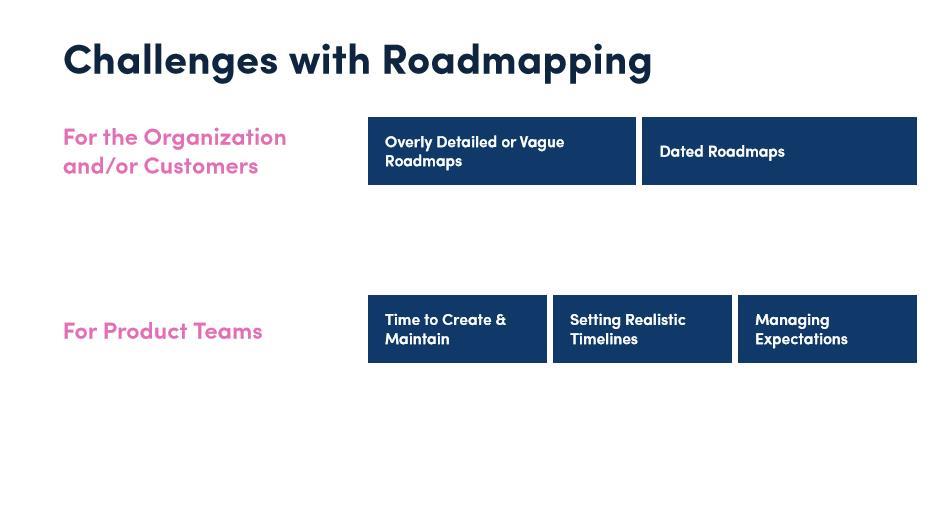 Challenges with Roadmapping
For the Organization
and/or Customers
Overly Detailed or Vague
Roadmaps
Dated Roadmaps
For Product Teams
Time to Create &
Maintain
Setting Realistic
Timelines
Managing
Expectations